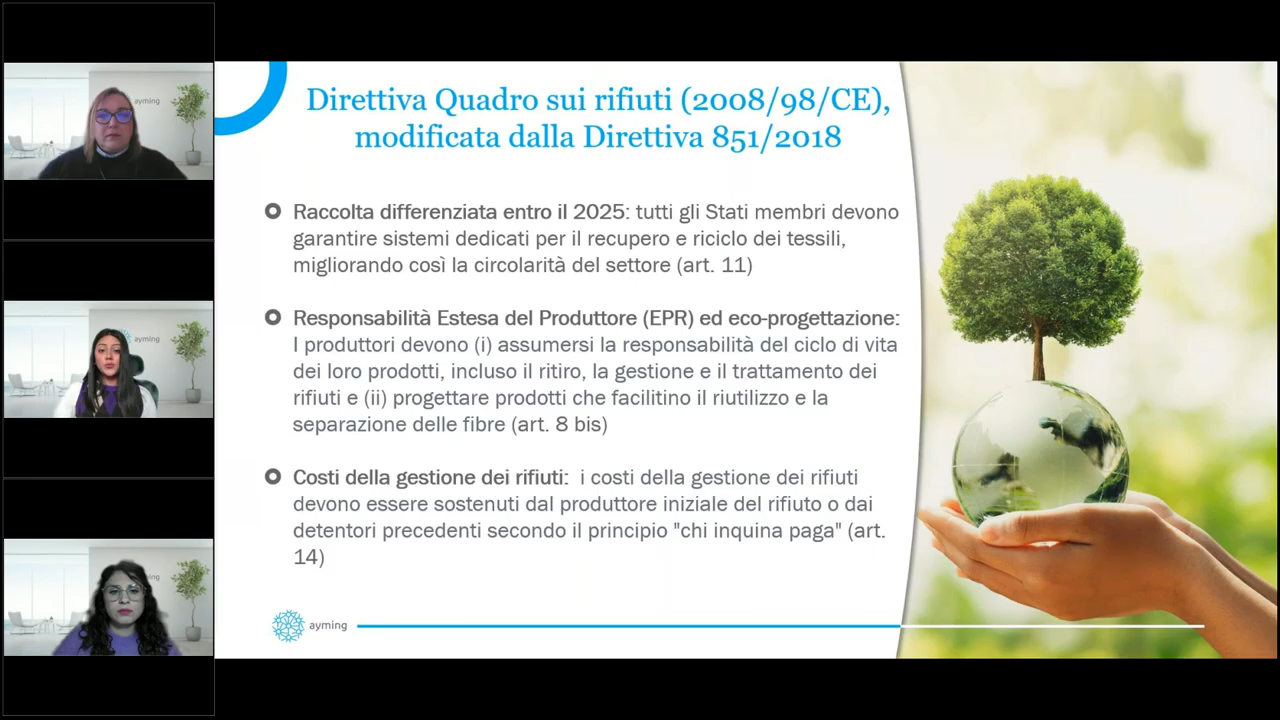 Direttiva Quadro sui rifiuti (2008/98/CE),
modificata dalla Direttiva 851/2018
Raccolta differenziata entro il 2025: tutti gli Stati membri devono
garantire sistemi dedicati per il recupero e riciclo dei tessili,
migliorando così la circolarità del settore (art. 11)
Responsabilità Estesa del Produttore (EPR) ed eco-progettazione:
I produttori devono (i) assumersi la responsabilità del ciclo di vita
dei loro prodotti, incluso il ritiro, la gestione e il trattamento dei
rifiuti e (ii) progettare prodotti che facilitino il riutilizzo e la
separazione delle fibre (art. 8 bis)
Costi della gestione dei rifiuti: i costi della gestione dei rifiuti
devono essere sostenuti dal produttore iniziale del rifiuto o dai
detentori precedenti secondo il principio "chi inquina paga" (art.
14)
ayming
ayming
ayming
ming